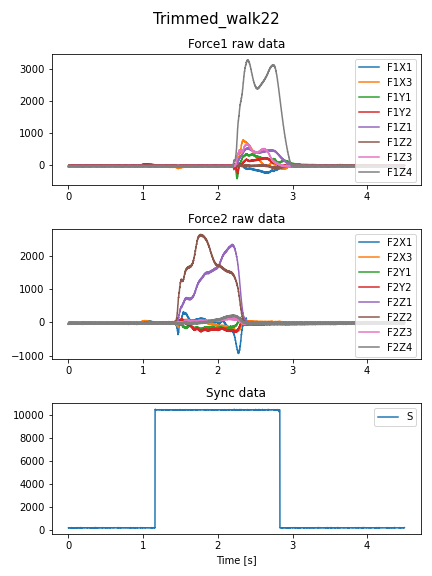 Trimmed_walk22
Force1 raw data
3000
2000
1000
0
F1X1
F1X3
F1Y1
F1Y2
F1Z1
F1Z2
F1Z3
F1Z4
0 1 2 3 4
Force2 raw data
2000
1000
0
−1000
F2X1
F2X3
F2Y1
F2Y2
F2Z1
F2Z2
F2Z3
F2Z4
0 1 2 3 4
Sync data
10000
8000
6000
4000
2000
0
S
0 1 2 3 4
Time [s]